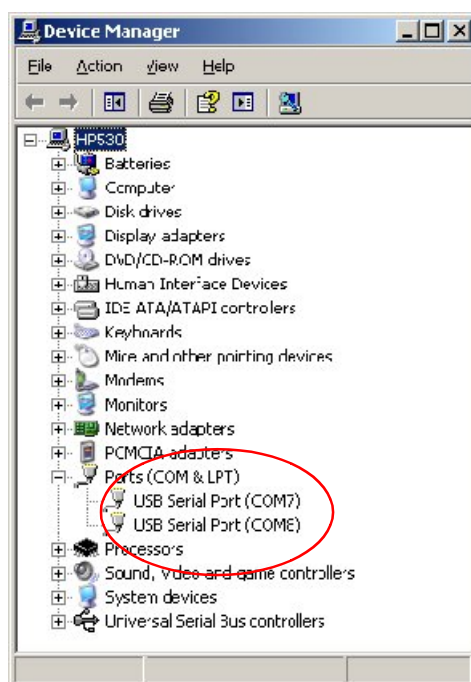 Device Manager
File Action View Help
HP530
Batteries
Computer
Disk drives
Display adapters
DVD/CD-ROM drives
Human Interface Devices
IDE ATA/ATAPI controllers
Keyboards
Mice and other pointing devices
Modems
Monitors
Network adapters
PCMCIA adapters
Ports (COM & LPT)
USB Serial Port (COM7)
USB Serial Port (COM8)
Processors
Sound, video and game controllers
System devices
Universal Serial Bus controllers